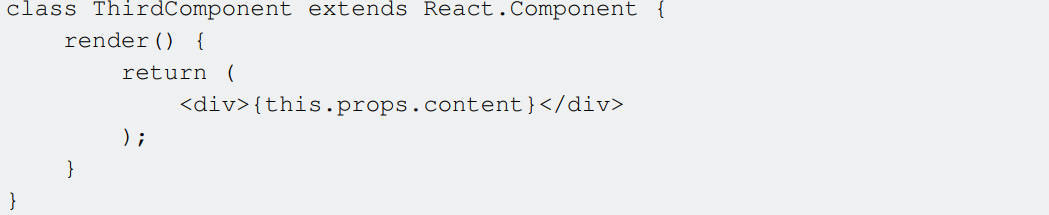 class ThirdComponent extends React.Component {
    render() {
        return (
            <div>{this.props.content}</div>
        );
    }
}